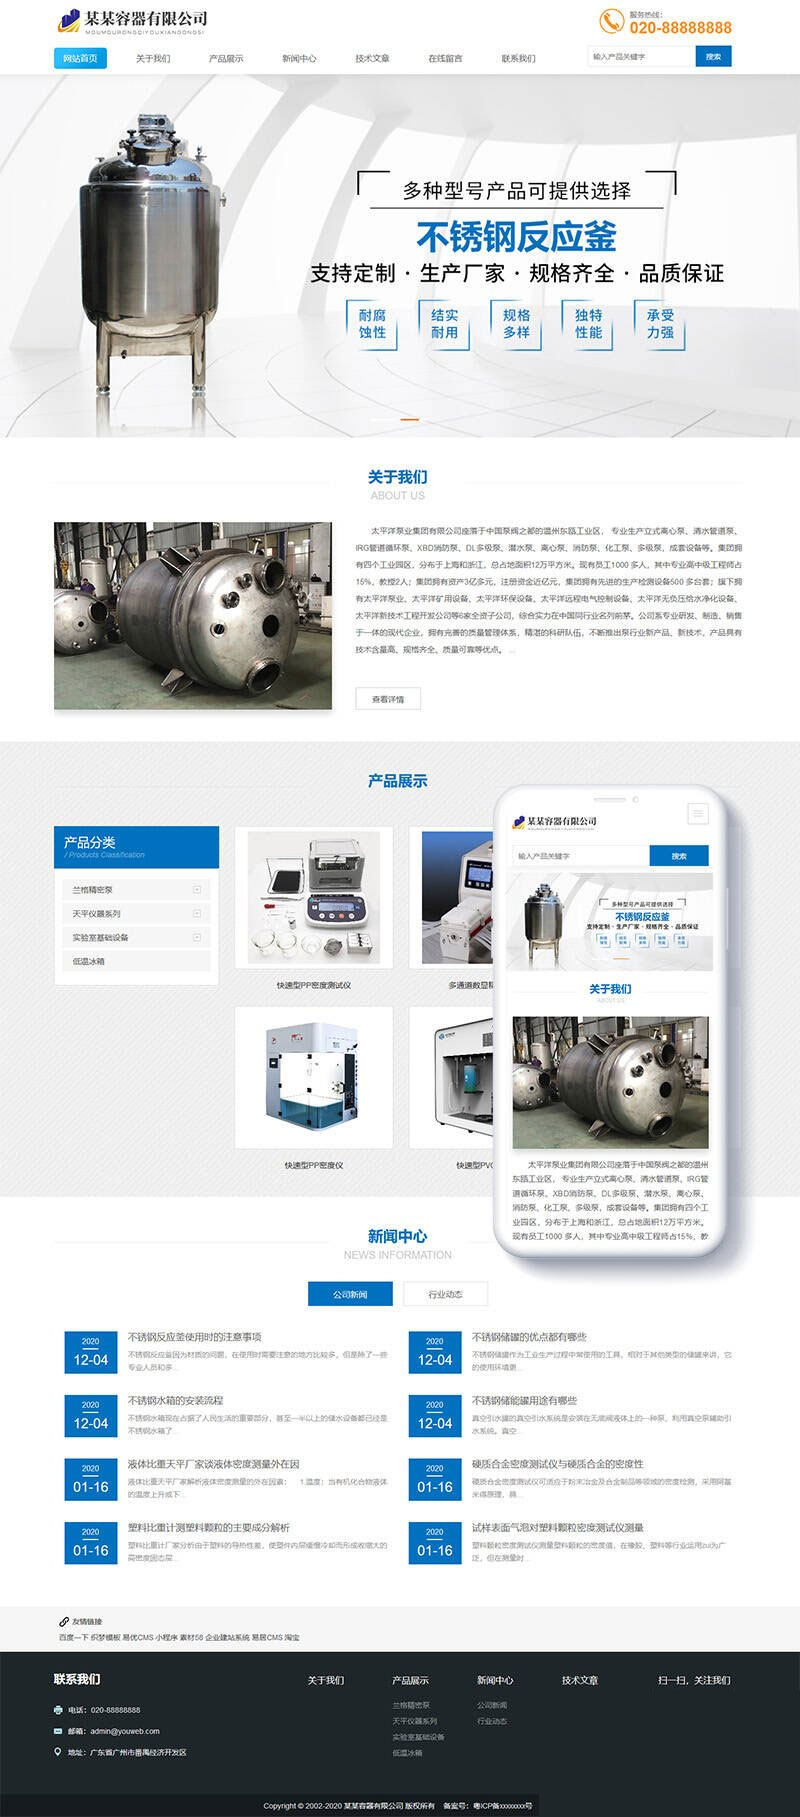 某某容器有限公司
MOUMOURONGQIYOUXIANGONGSI
服务热线：
020-88888888
网站首页 关于我们 产品展示 新闻中心 技术文章 在线留言 联系我们
输入产品关键字 搜索
多种型号产品可提供选择
不锈钢反应釜
支持定制 · 生产厂家 · 规格齐全 · 品质保证
耐腐 结实 规格 独特 承受
蚀性 耐用 多样 性能 力强
关于我们
ABOUT US
太平洋泵业集团有限公司座落于中国泵阀之都的温州东瓯工业区， 专业生产立式离心泵、清水管道泵、
IRG管道循环泵、XBD消防泵、DL多级泵、潜水泵、离心泵、消防泵、化工泵、多级泵，成套设备等。集团拥
有四个工业园区，分布于上海和浙江，总占地面积12万平方米。现有员工1000 多人，其中专业高中级工程师占
15%，教授2人；集团拥有资产3亿多元，注册资金近亿元，集团拥有先进的生产检测设备500 多台套；旗下拥
有太平洋泵业、太平洋矿用设备、太平洋环保设备、太平洋远程电气控制设备、太平洋无负压给水净化设备、
太平洋新技术工程开发公司等6家全资子公司，综合实力在中国同行业名列前茅。公司系专业研发、制造、销售
于一体的现代企业，拥有完善的质量管理体系，精湛的科研队伍，不断推出泵行业新产品、新技术，产品具有
技术含量高、规格齐全、质量可靠等优点。 ...
查看详情
产品展示
产品分类
/ Products Classification
兰格精密泵
天平仪器系列
实验室基础设备
低温冰箱
快速型PP密度测试仪
多通道数显精
快速型PP密度仪
快速型PVC
某某容器有限公司
输入产品关键字 搜索
多种型号产品可提供选择
不锈钢反应釜
支持定制 · 生产厂家 · 规格齐全 · 品质保证
耐腐 结实 规格 独特 承受
蚀性 耐用 多样 性能 力强
关于我们
ABOUT US
太平洋泵业集团有限公司座落于中国泵阀之都的温州
东瓯工业区， 专业生产立式离心泵、清水管道泵、IRG管
道循环泵、XBD消防泵、DL多级泵、潜水泵、离心泵、
消防泵、化工泵、多级泵，成套设备等。集团拥有四个工
业园区，分布于上海和浙江，总占地面积12万平方米。
现有员工1000 多人，其中专业高中级工程师占15%，教
新闻中心
NEWS INFORMATION
公司新闻 行业动态
2020
12-04
不锈钢反应釜使用时的注意事项
不锈钢反应釜因为材质的问题，在使用时需要注意的地方比较多，但是除了一些
专业人员和多...
2020
12-04
不锈钢储罐的优点都有哪些
不锈钢储罐作为工业生产过程中常使用的工具，相对于其他类型的储罐来讲，它
的使用环境更...
2020
12-04
不锈钢水箱的安装流程
不锈钢水箱现在占据了人民生活的重要部分，甚至一半以上的储水设备都已经是
不锈钢水箱了...
2020
12-04
不锈钢储能罐用途有哪些
真空引水罐的真空引水系统是安装在无底阀液体上的一种泵，利用真空泵辅助引
水系统。真空...
2020
01-16
液体比重天平厂家谈液体密度测量外在因
液体比重天平厂家解析液体密度测量的外在因素： 1.温度：当有机化合物液体
的温度上升或下...
2020
01-16
硬质合金密度测试仪与硬质合金的密度性
硬质合金密度测试仪可适应于粉末冶金及合金制品等领域的密度检测，采用阿基
米得原理，具...
2020
01-16
塑料比重计测塑料颗粒的主要成分解析
塑料比重计厂家分析由于塑料的导热性差，使塑件内层缓慢冷却而形成收缩大的
高密度固态层...
2020
01-16
试样表面气泡对塑料颗粒密度测试仪测量
塑料颗粒密度测试仪测量塑料颗粒的密度值，在橡胶、塑料等行业运用zui为广
泛，但在测量时...
友情链接
百度一下 织梦模板 易优CMS 小程序 素材58 企业建站系统 易居CMS 淘宝
联系我们
电话：020-88888888
邮箱：admin@youweb.com
地址：广东省广州市番禺经济开发区
关于我们
产品展示
兰格精密泵
天平仪器系列
实验室基础设备
低温冰箱
新闻中心
公司新闻
行业动态
技术文章
扫一扫，关注我们
Copyright © 2002-2020 某某容器有限公司 版权所有 备案号：粤ICP备xxxxxxxx号